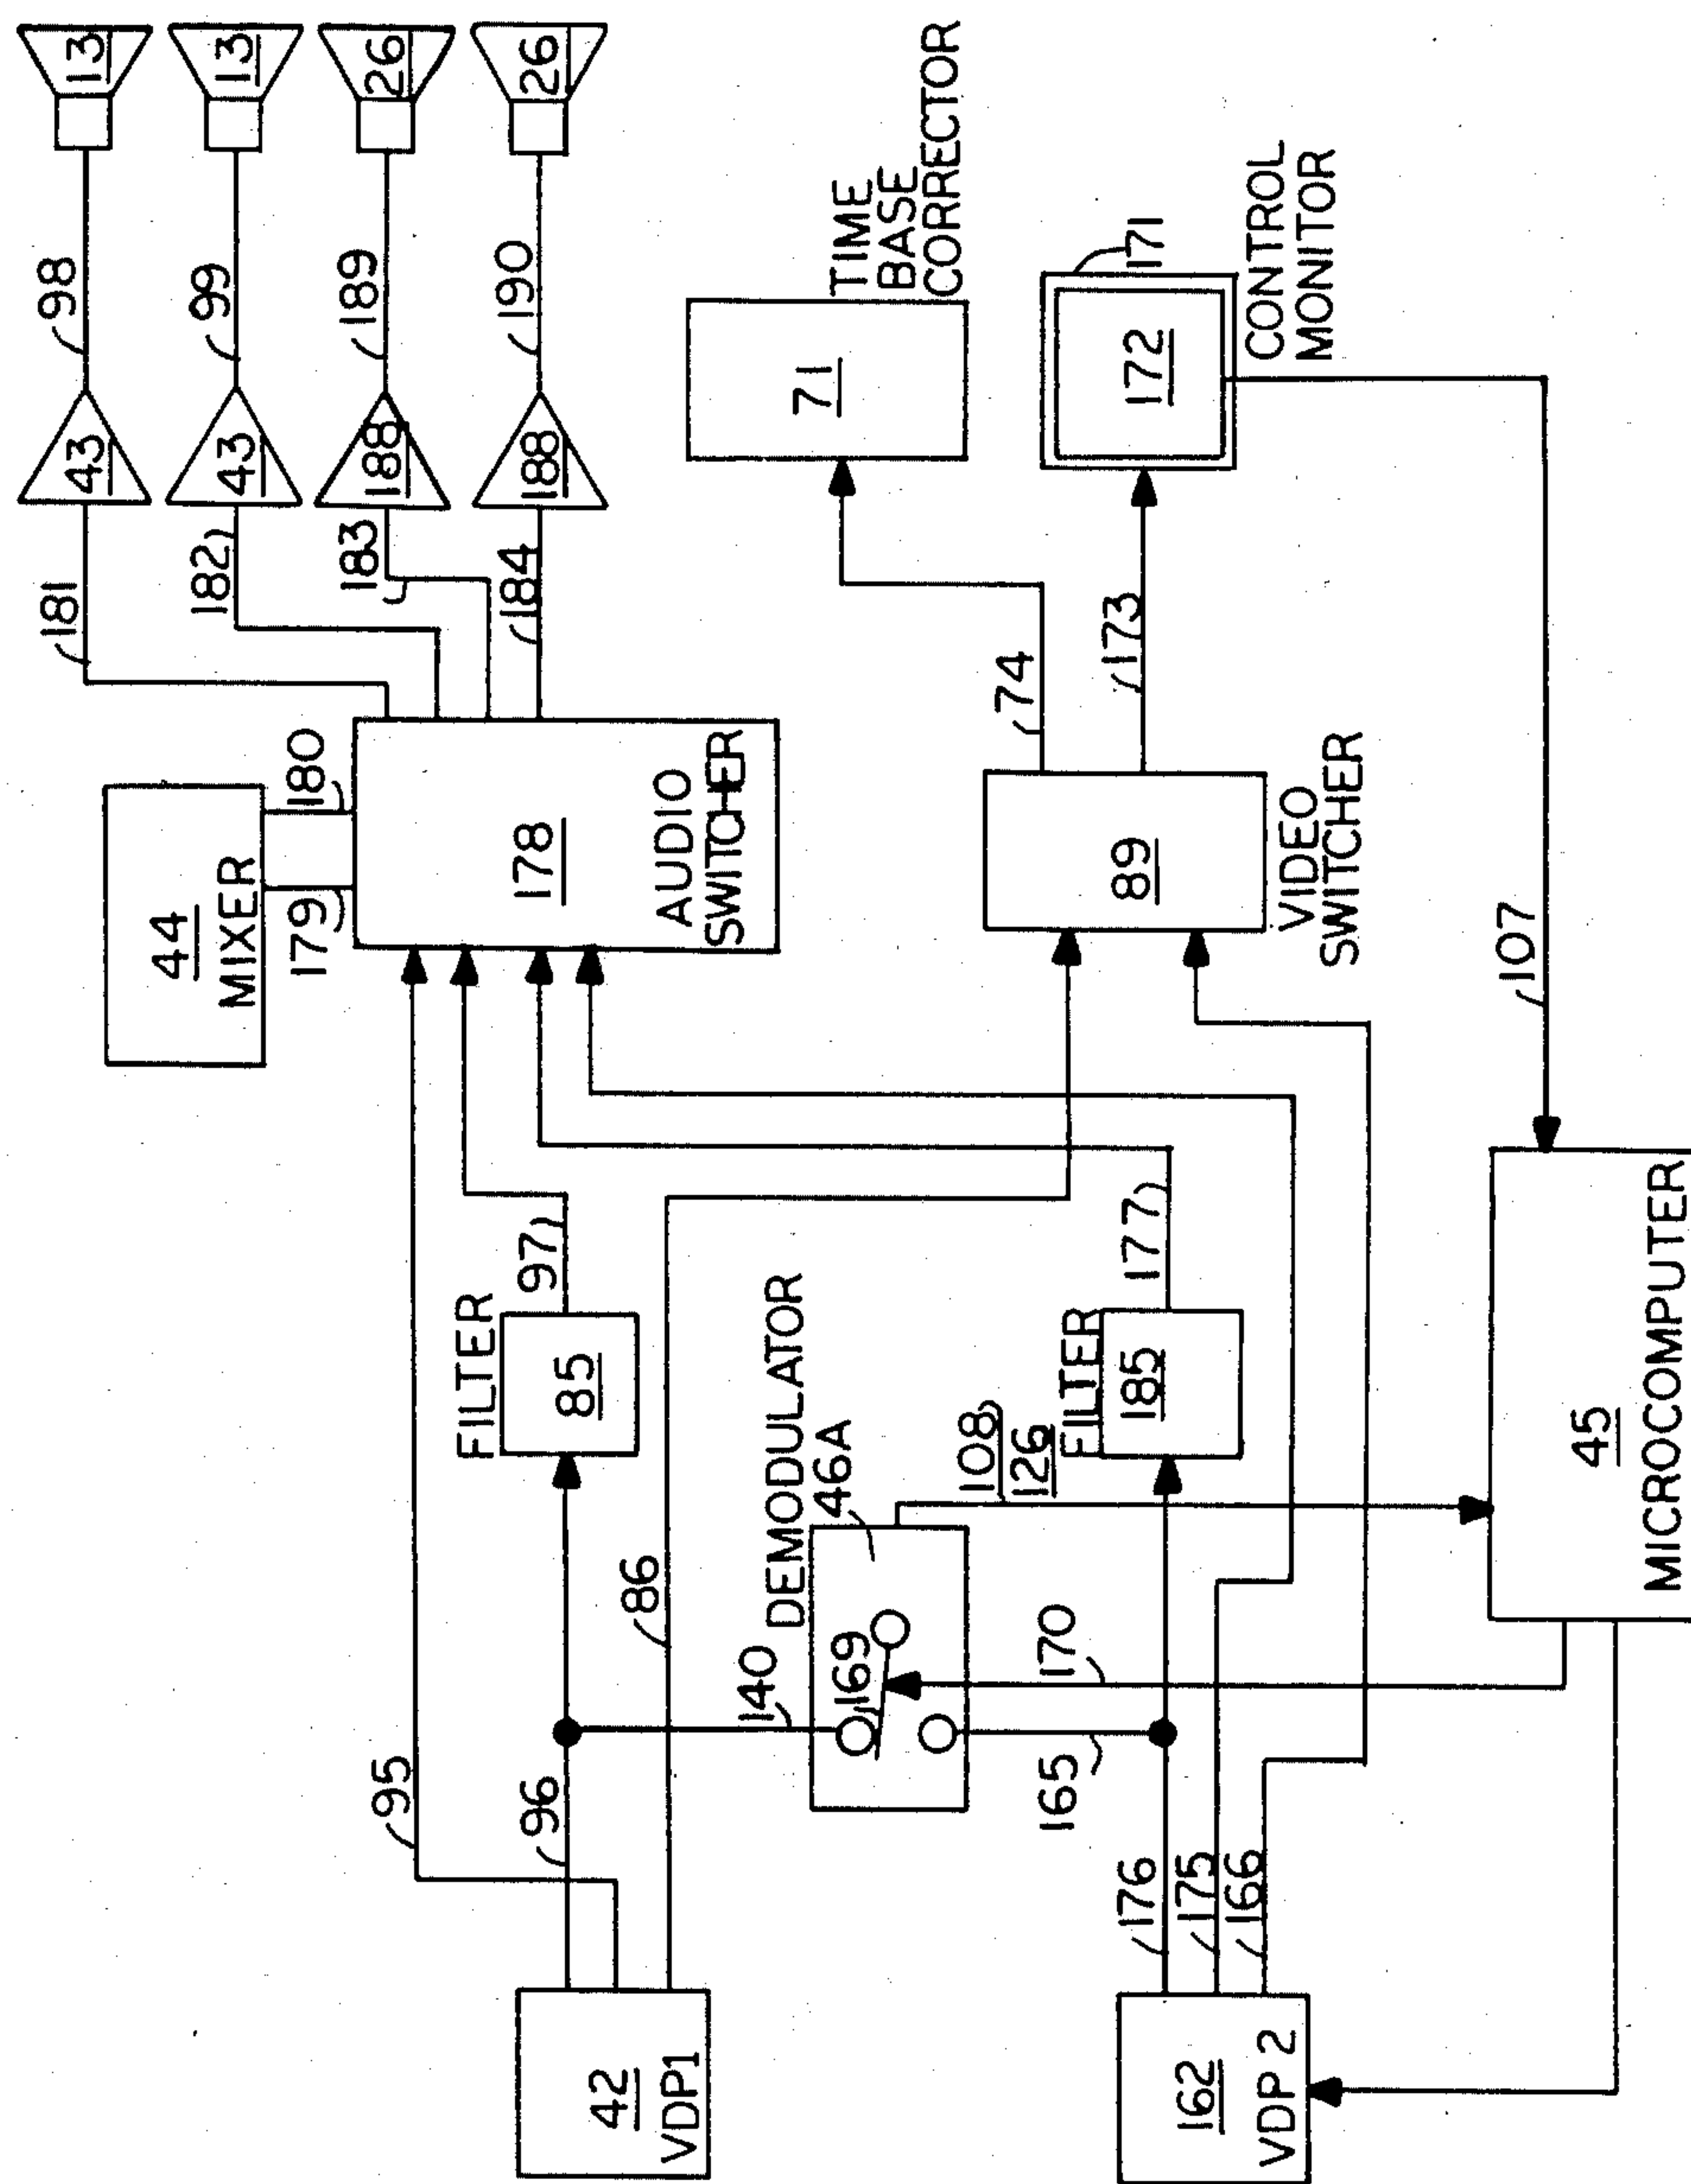 181
43
98
13
44
MIXER
182
43
99
13
179
180
183
188
189
26
95
FILTER
85
97
178
AUDIO
SWITCHER
184
188
190
26
96
42
VDP1
86
140
DEMODULATOR
46A
169
71
TIME
BASE
CORRECTOR
74
165
170
108
126
FILTER
185
177
89
VIDEO
SWITCHER
173
172
171
CONTROL
MONITOR
176
175
166
162
VDP 2
107
45
MICROCOMPUTER